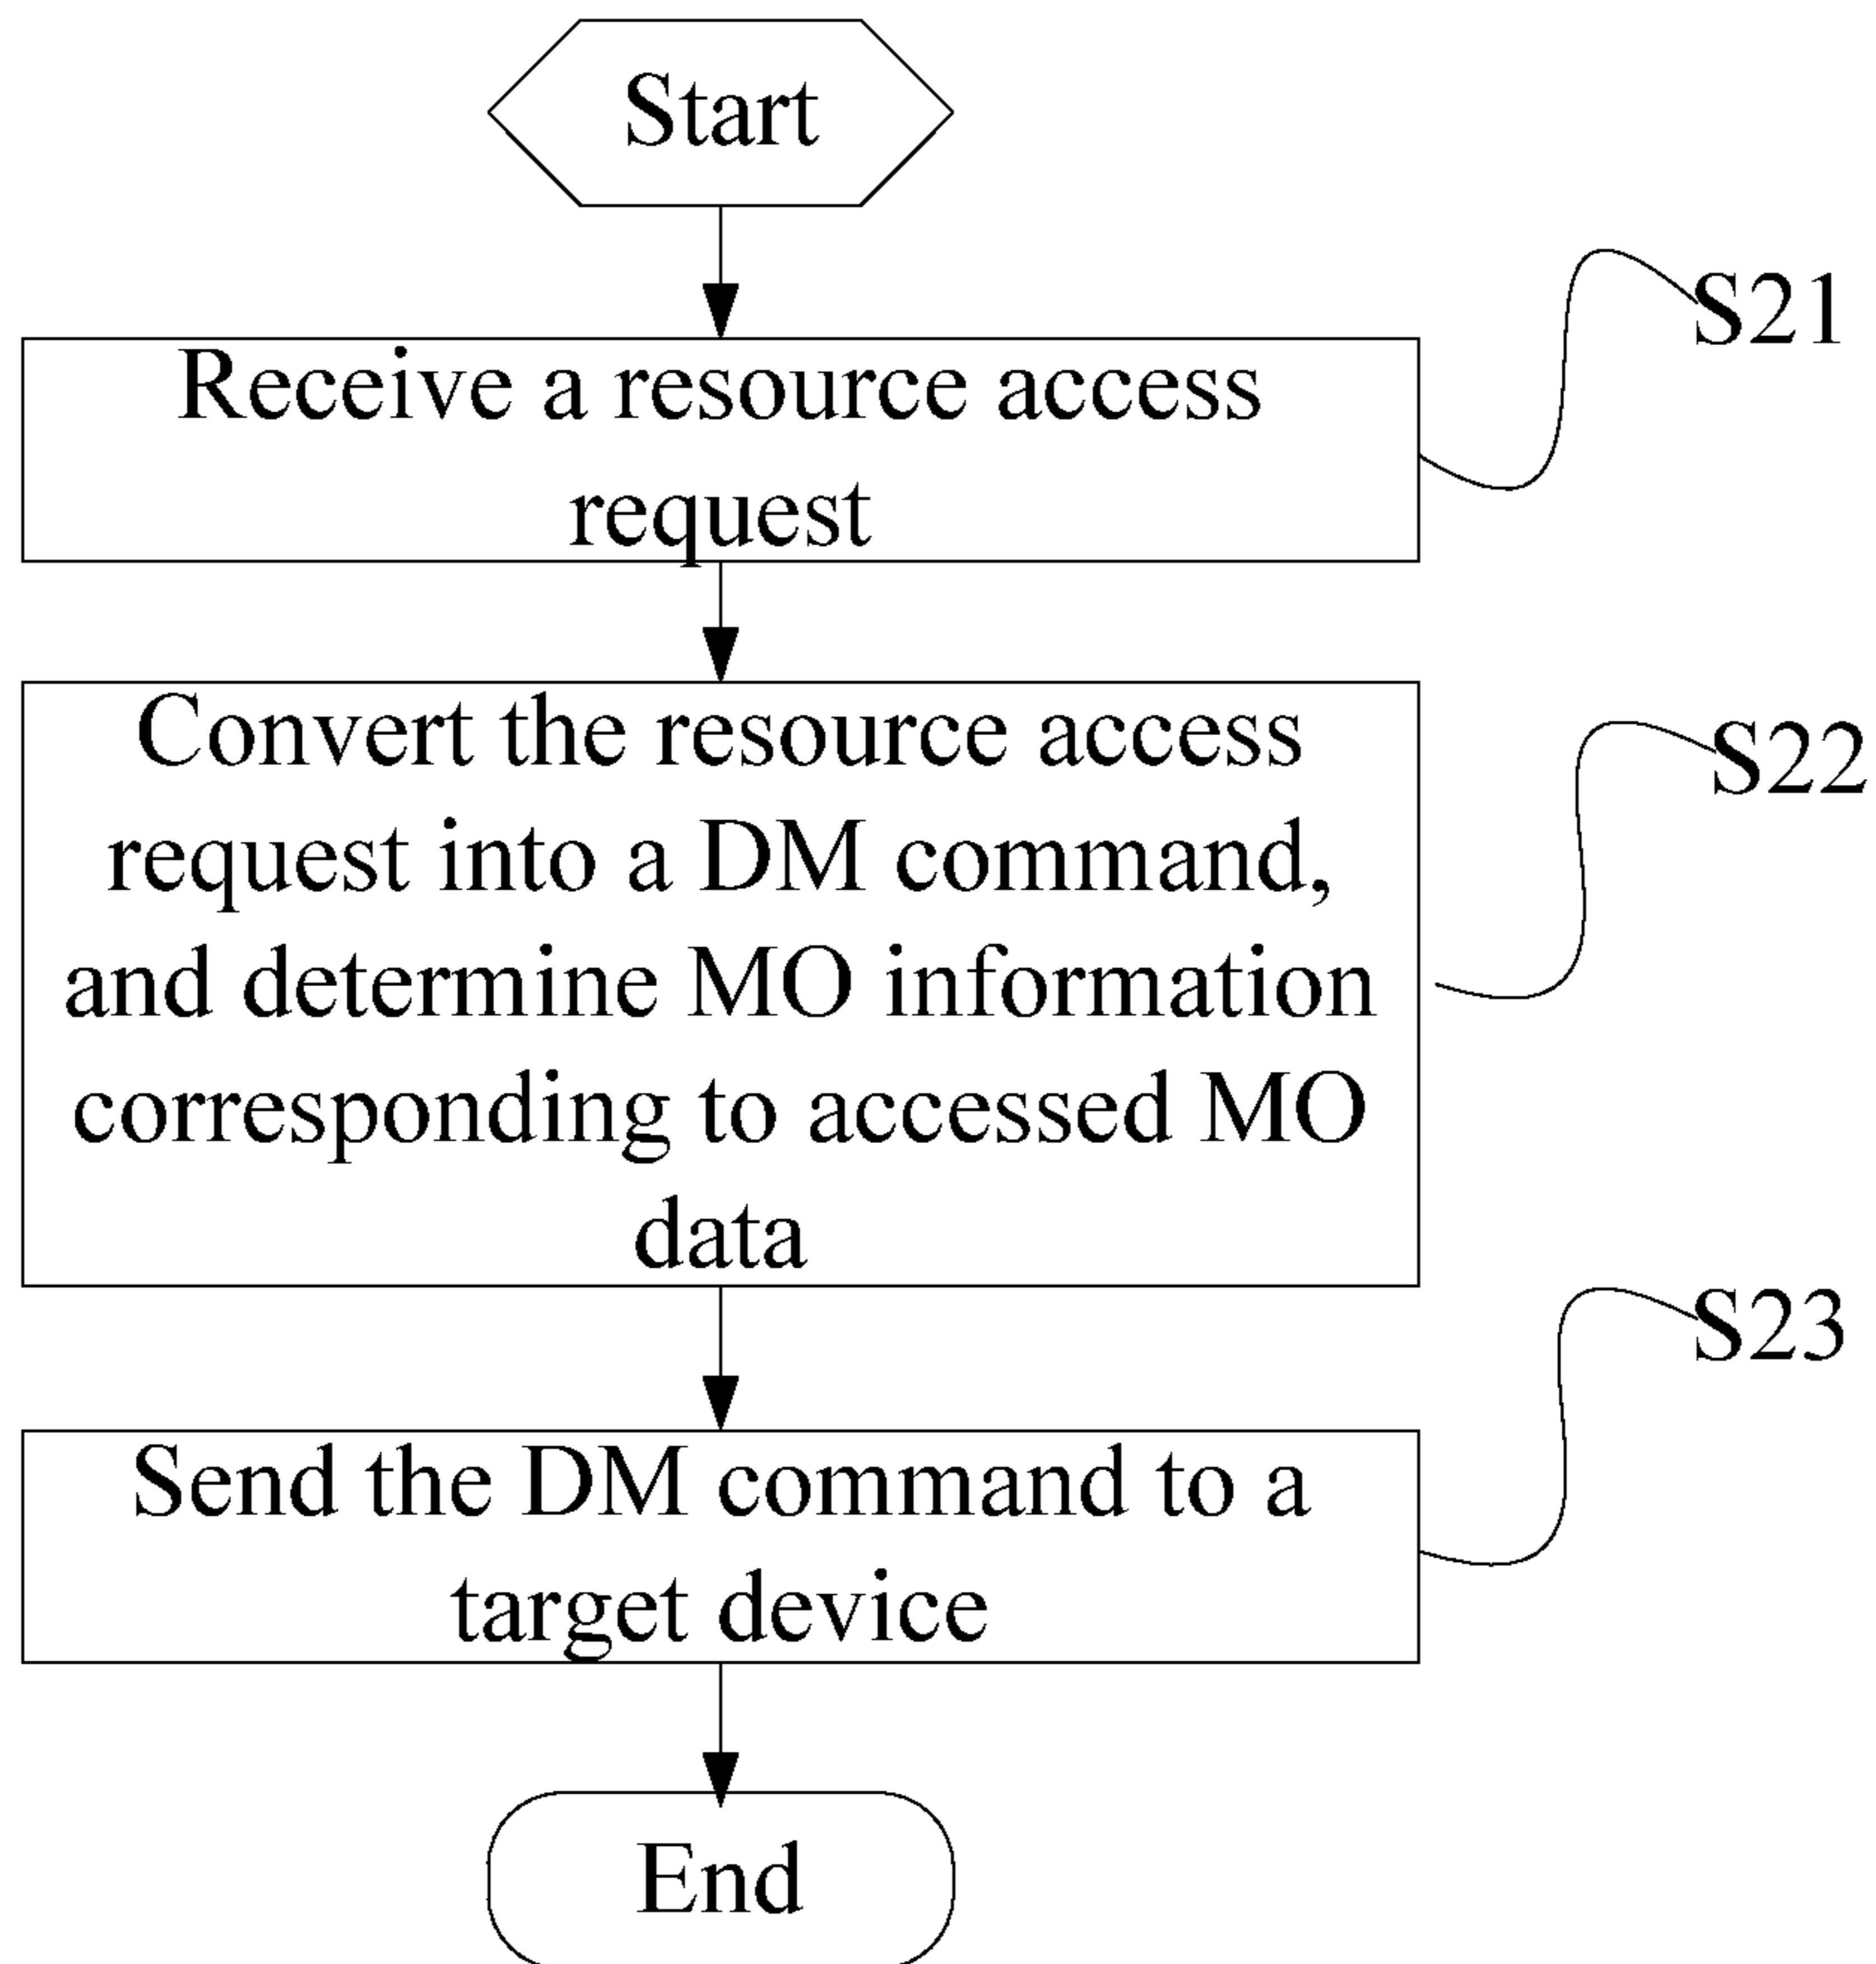 Start
S21
Receive a resource access
request
Convert the resource access
request into a DM command,
and determine MO information
corresponding to accessed MO
data
S22
S23
Send the DM command to a
target device
End